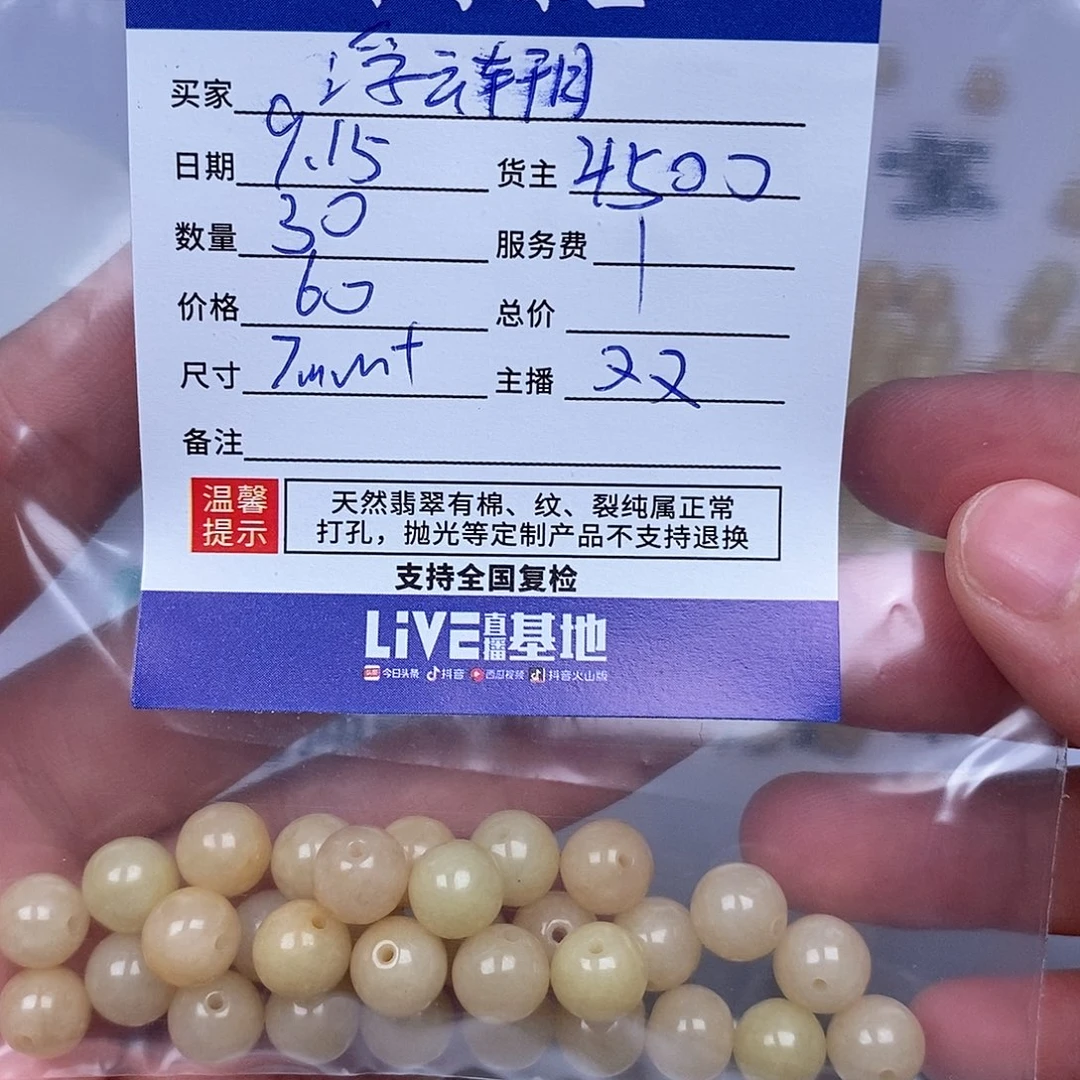 买家 浮云轩阁
日期 9.15 货主 4500
数量 30 服务费
价格 60 总价
尺寸 7mm+ 主播 22
备注
温馨提示
天然翡翠有棉、纹、裂纯属正常
打孔，抛光等定制产品不支持退换
支持全国复检
LiVE直播基地
头条 今日头条 抖音 西瓜视频 抖音火山版